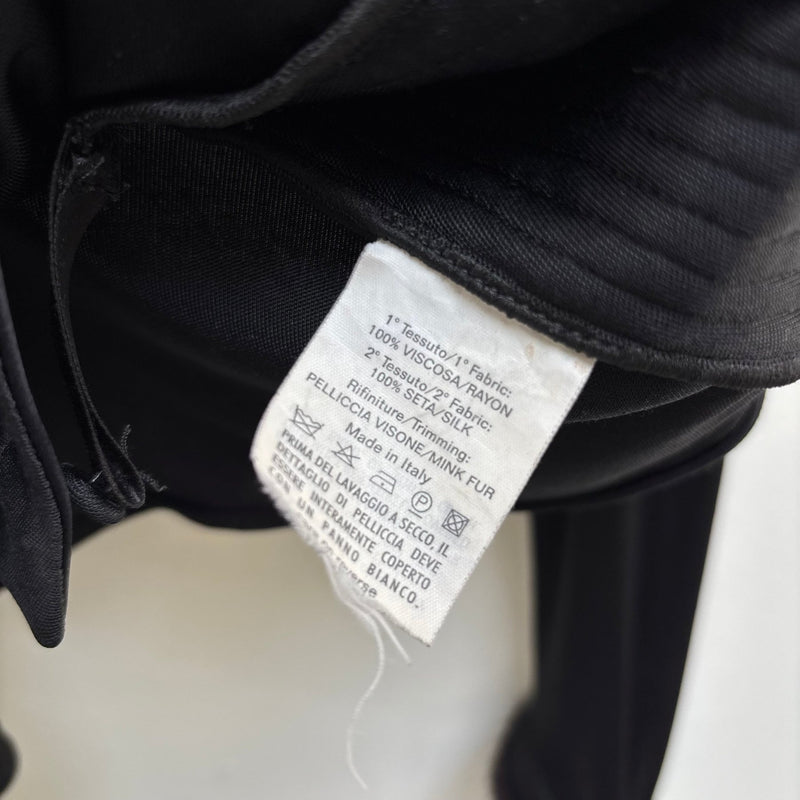 1° Tessuto/1° Fabric:
100% VISCOSA/RAYON
2° Tessuto/2° Fabric:
100% SETA/SILK
Rifiniture/Trimming:
PELLICCIA VISONE/MINK FUR
Made in Italy
P
PRIMA DEL LAVAGGIO A SECCO, IL
DETTAGLIO DI PELLICCIA DEVE
ESSERE INTERAMENTE COPERTO
CON UN PANNO BIANCO.